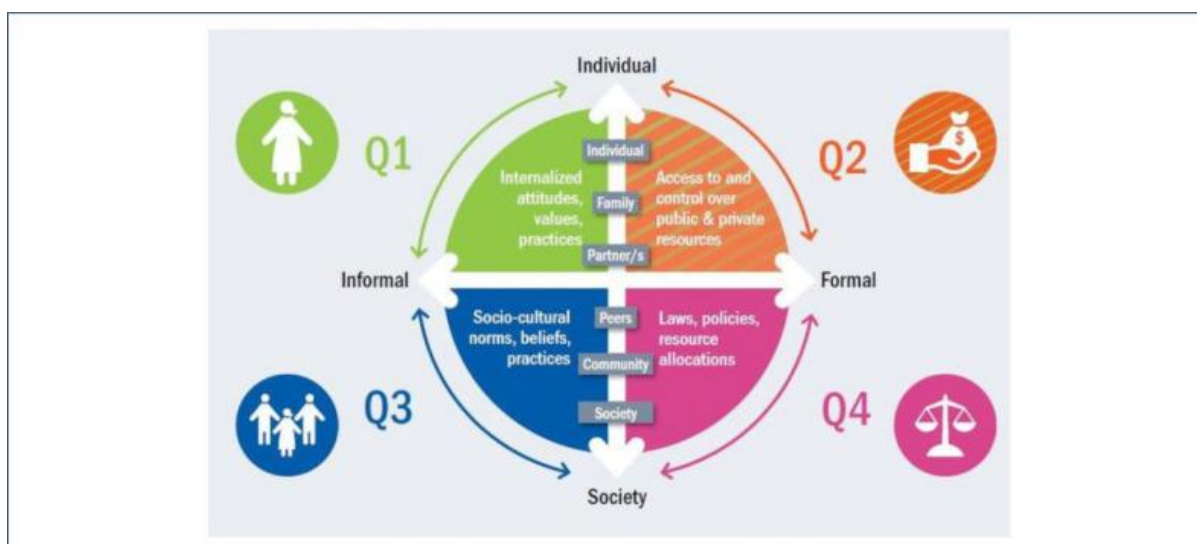 Individual
Q1
Q2
$
Individual
Internalized
attitudes,
values,
practices
Family
Access to and
control over
public & private
resources
Partner/s
Informal
Formal
Socio-cultural
norms, beliefs,
practices
Peers
Laws, policies,
resource
allocations
Community
Society
Q3
Q4
Society